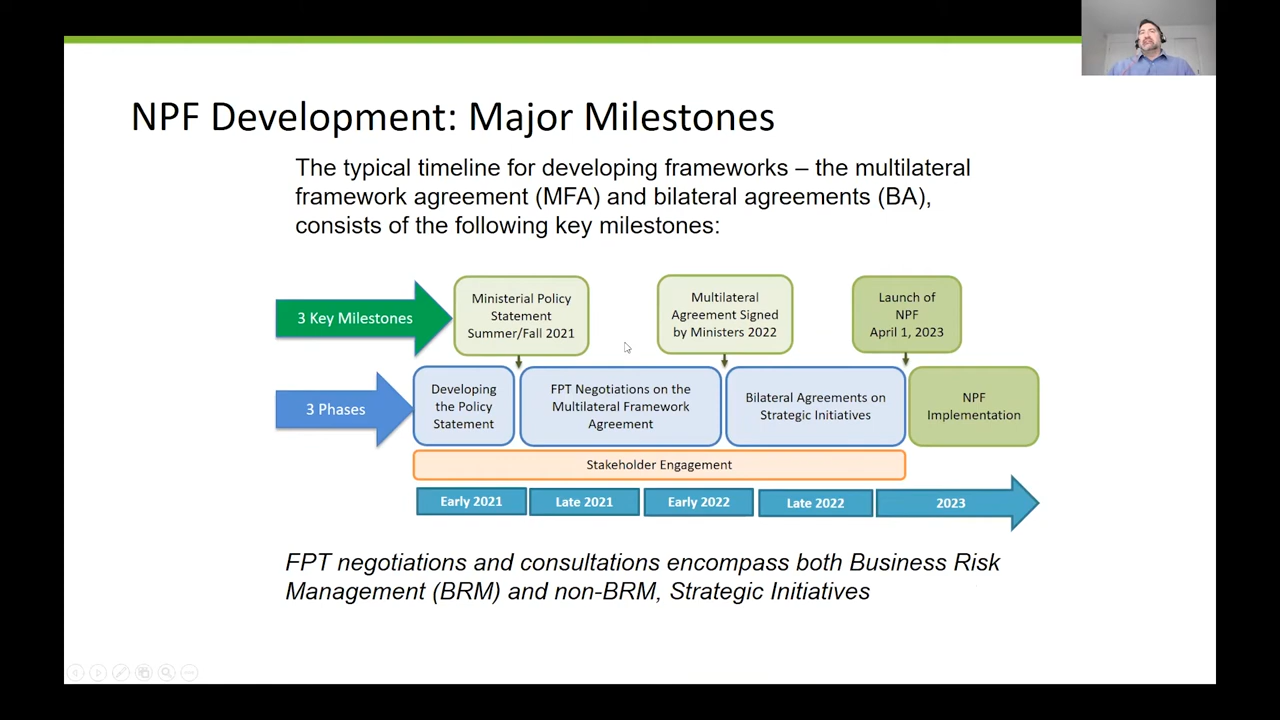 NPF Development: Major Milestones
The typical timeline for developing frameworks – the multilateral
framework agreement (MFA) and bilateral agreements (BA),
consists of the following key milestones:
3 Key Milestones
Ministerial Policy
Statement
Summer/Fall 2021
Multilateral
Agreement Signed
by Ministers 2022
Launch of
NPF
April 1, 2023
3 Phases
Developing
the Policy
Statement
FPT Negotiations on the
Multilateral Framework
Agreement
Bilateral Agreements on
Strategic Initiatives
NPF
Implementation
Stakeholder Engagement
Early 2021
Late 2021
Early 2022
Late 2022
2023
FPT negotiations and consultations encompass both Business Risk
Management (BRM) and non-BRM, Strategic Initiatives